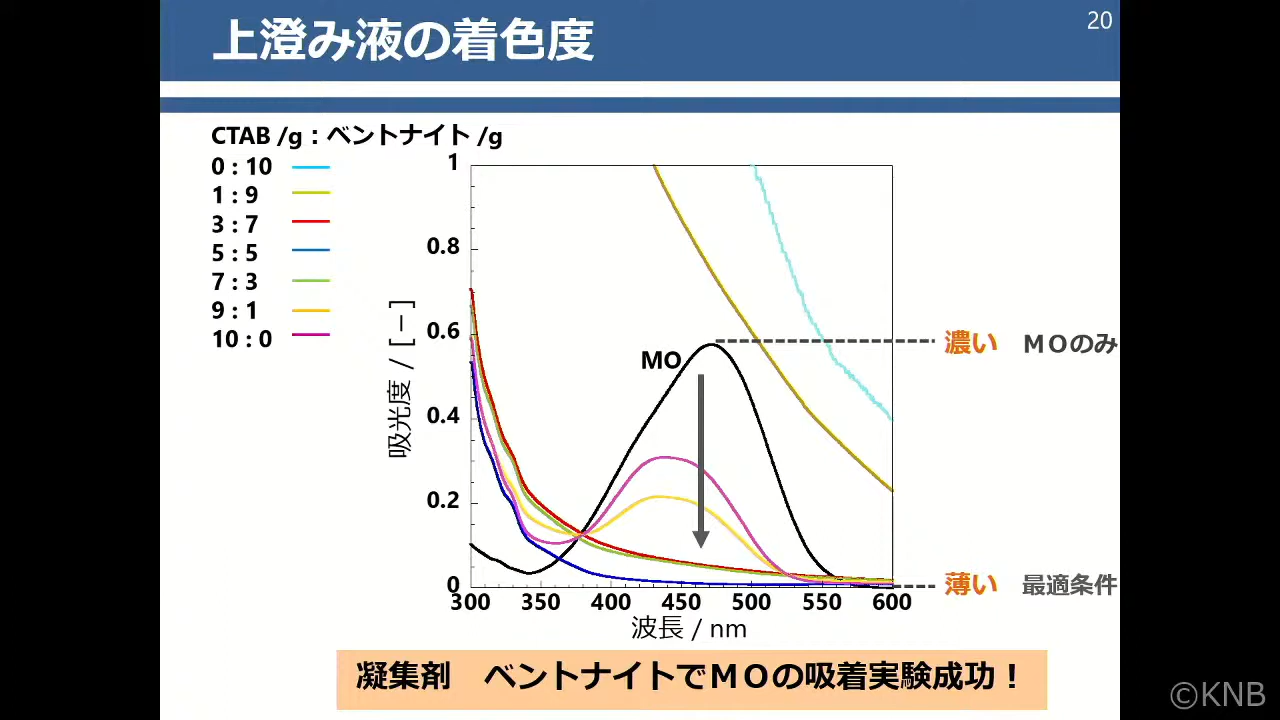 上澄み液の着色度
20
CTAB /g：ベントナイト /g
0 : 10
1 : 9
3 : 7
5 : 5
7 : 3
9 : 1
10 : 0
吸光度 / [－]
1
0.8
0.6
0.4
0.2
0
MO
濃い ＭＯのみ
薄い 最適条件
300 350 400 450 500 550 600
波長 / nm
凝集剤　ベントナイトでＭＯの吸着実験成功！
©KNB